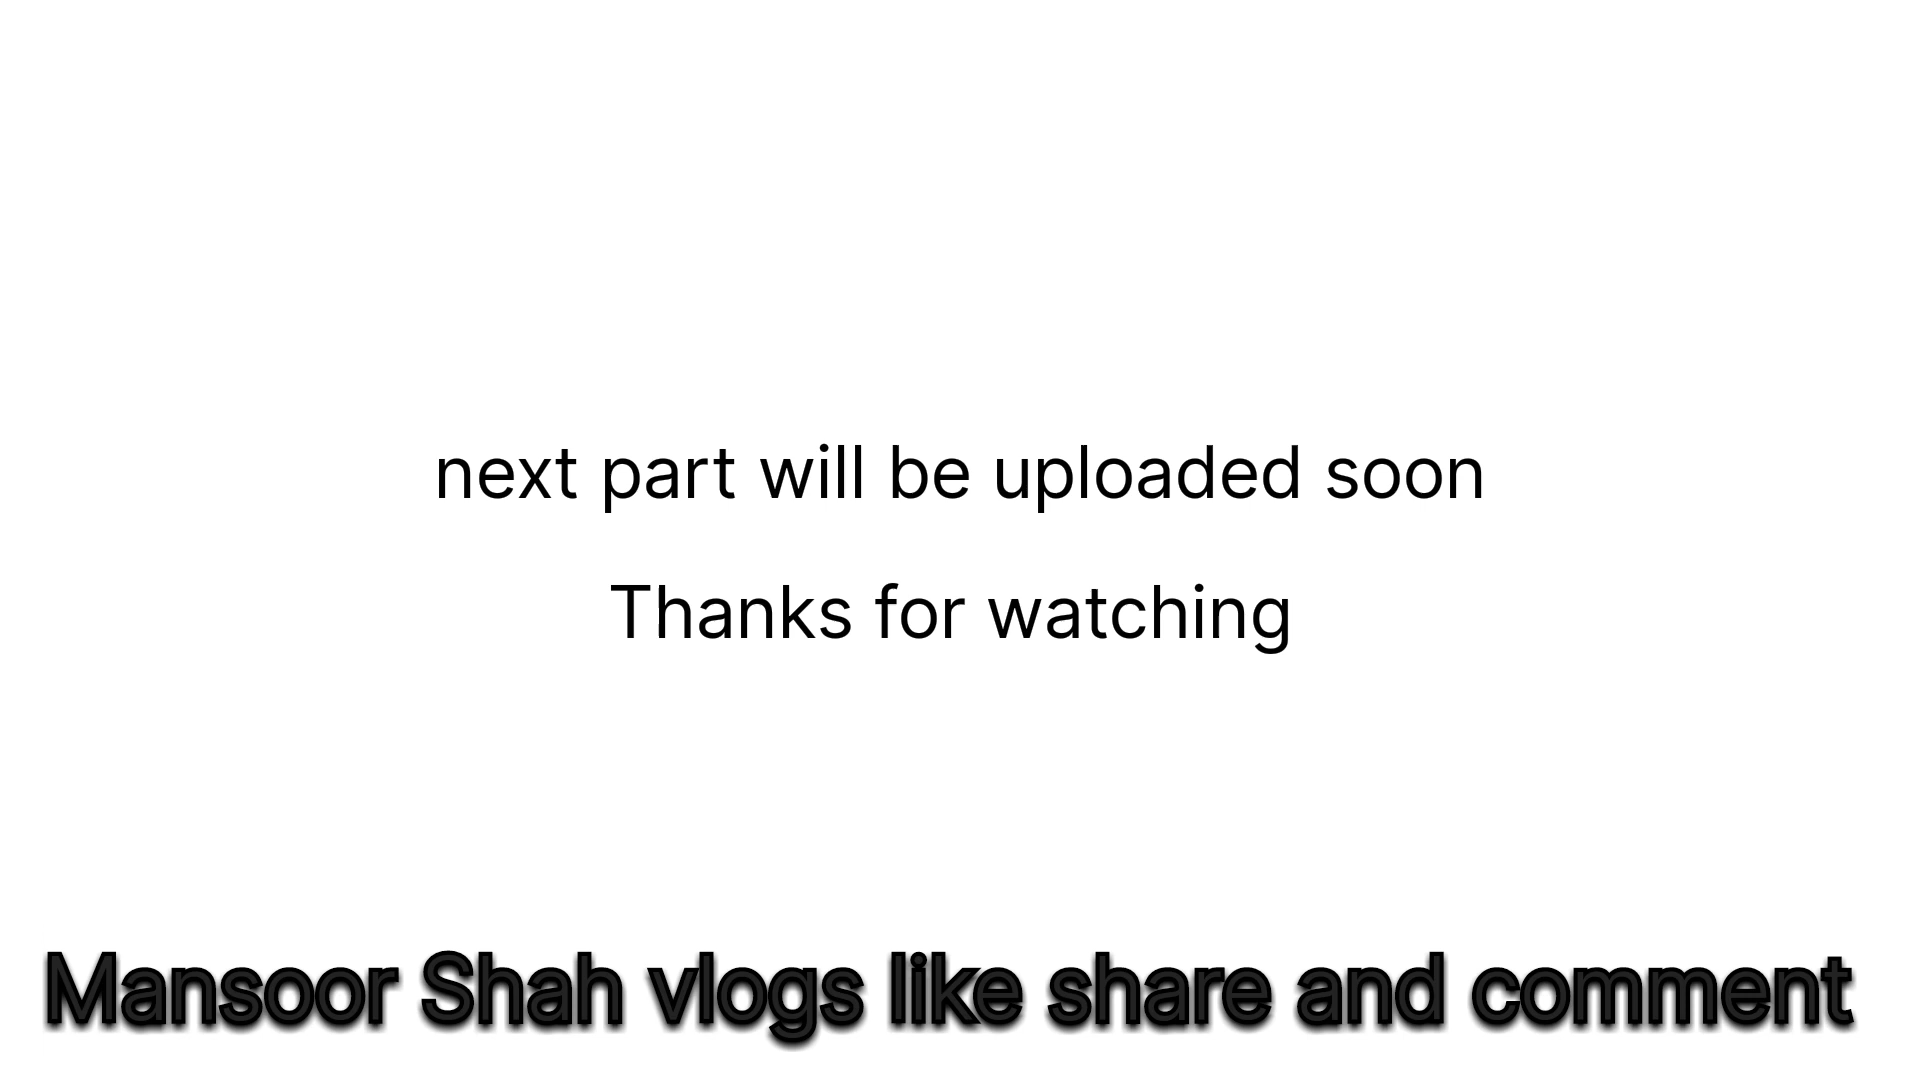 next part will be uploaded soon
Thanks for watching
Mansoor Shah vlogs like share and comment